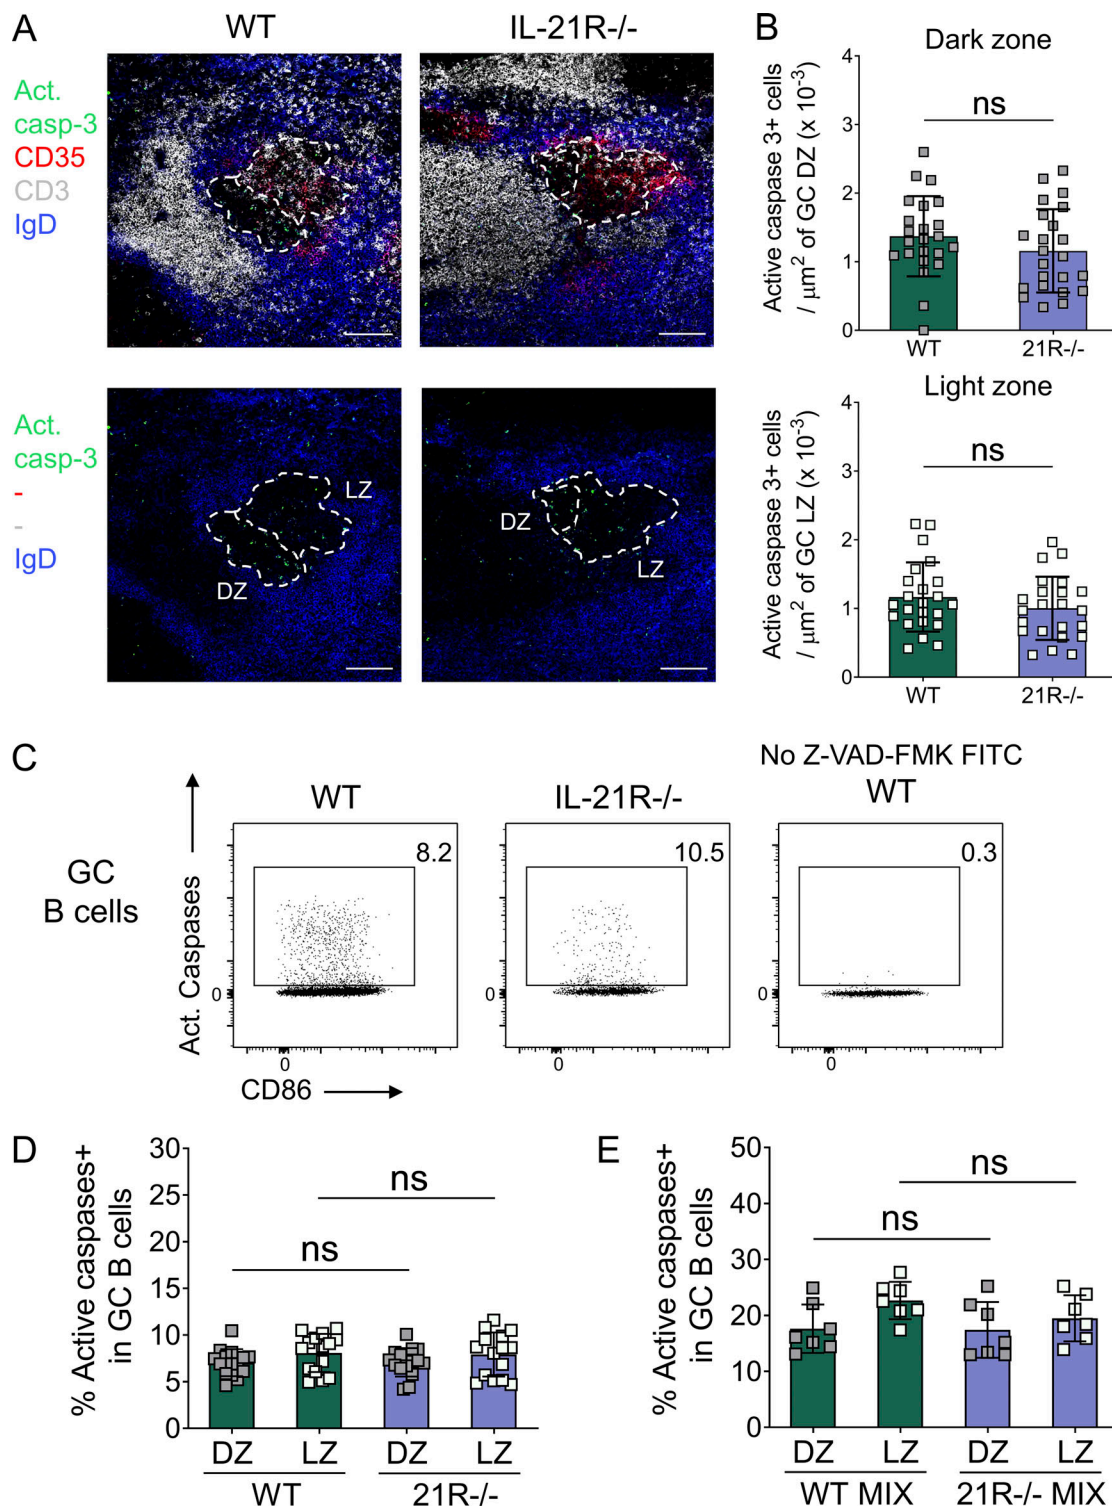 A
WT
IL-21R-/-
Act.
casp-3
CD35
CD3
IgD
Act.
casp-3
-
-
IgD
LZ
DZ
DZ
LZ
B
Dark zone
Active caspase 3+ cells
/ μm² of GC DZ (x 10⁻³)
4
3
2
1
0
ns
WT
21R-/-
Light zone
Active caspase 3+ cells
/ μm² of GC LZ (x 10⁻³)
4
3
2
1
0
ns
WT
21R-/-
C
No Z-VAD-FMK FITC
WT
IL-21R-/-
WT
GC
B cells
Act. Caspases
8.2
10.5
0.3
0
0
0
0
0
0
CD86
D
% Active caspases+
in GC B cells
30
25
20
15
10
5
0
ns
ns
DZ
LZ
DZ
LZ
WT
21R-/-
E
% Active caspases+
in GC B cells
50
40
30
20
10
0
ns
ns
DZ
LZ
DZ
LZ
WT MIX
21R-/- MIX